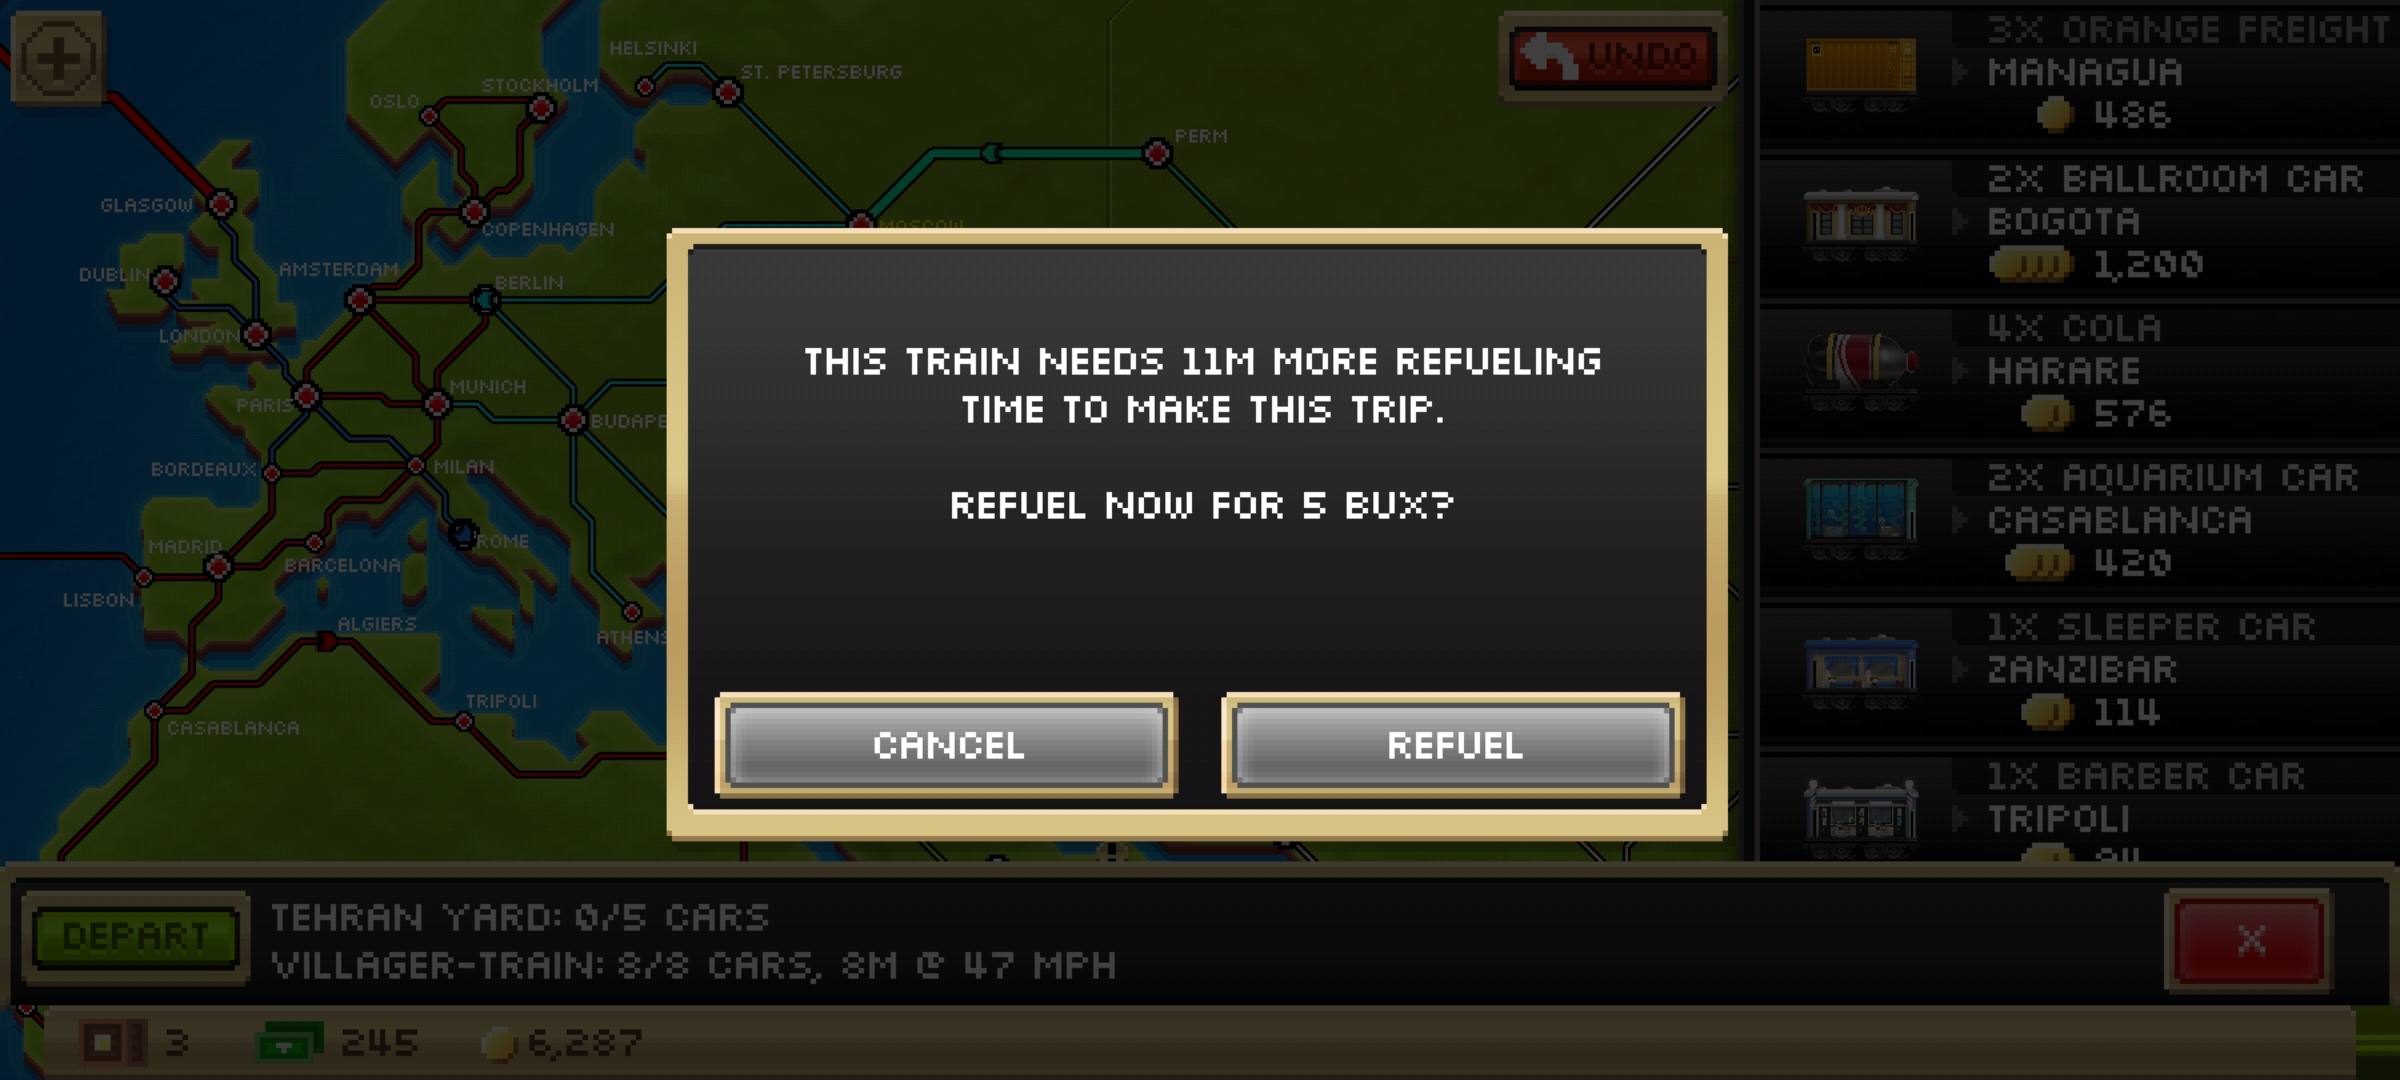 HELSINKI
ST. PETERSBURG
STOCKHOLM
OSLO
PERM
GLASGOW
MOSCOW
COPENHAGEN
DUBLIN
AMSTERDAM
BERLIN
LONDON
MUNICH
PARIS
BORDEAUX
MILAN
MADRID
ROME
BARCELONA
LISBON
ALGIERS
ATHENS
TRIPOLI
CASABLANCA
UNDO
THIS TRAIN NEEDS 11M MORE REFUELING
TIME TO MAKE THIS TRIP.
REFUEL NOW FOR 5 BUX?
CANCEL
REFUEL
3X ORANGE FREIGHT
MANAGUA
486
2X BALLROOM CAR
BOGOTA
1,200
4X COLA
HARARE
576
2X AQUARIUM CAR
CASABLANCA
420
1X SLEEPER CAR
ZANZIBAR
114
1X BARBER CAR
TRIPOLI
DEPART
TEHRAN YARD: 0/5 CARS
VILLAGER-TRAIN: 8/8 CARS, 8M @ 47 MPH
X
3
245
6,287